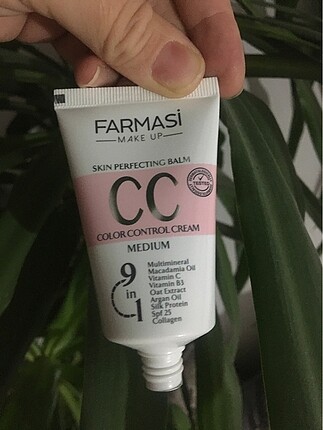 FARMASİ
MAKE UP
SKIN PERFECTING BALM
CC
TESTED
COLOR CONTROL CREAM
MEDIUM
9 in 1
Multimineral
Macadamia Oil
Vitamin C
Vitamin B3
Oat Extract
Argan Oil
Silk Protein
Spf 25
Collagen